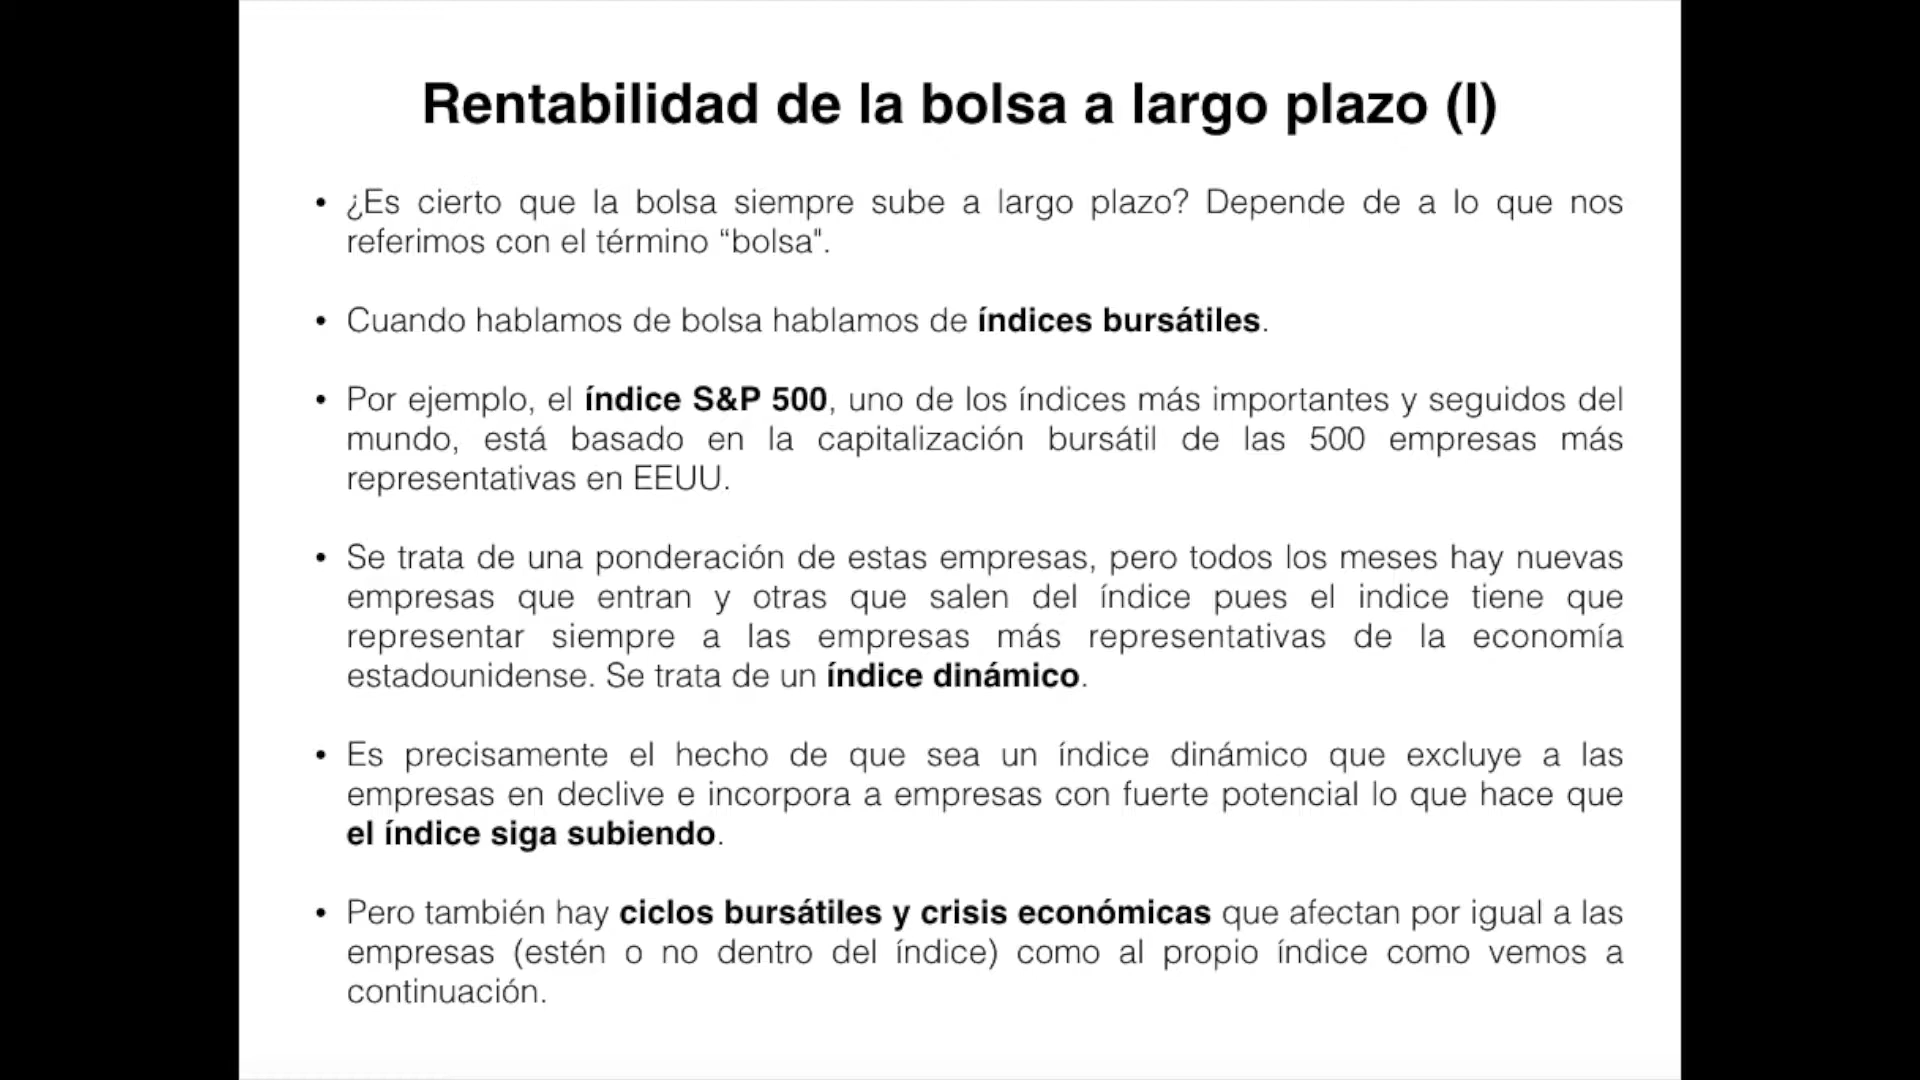 Rentabilidad de la bolsa a largo plazo (I)
• ¿Es cierto que la bolsa siempre sube a largo plazo? Depende de a lo que nos
referimos con el término “bolsa".
• Cuando hablamos de bolsa hablamos de índices bursátiles.
• Por ejemplo, el índice S&P 500, uno de los índices más importantes y seguidos del
mundo, está basado en la capitalización bursátil de las 500 empresas más
representativas en EEUU.
• Se trata de una ponderación de estas empresas, pero todos los meses hay nuevas
empresas que entran y otras que salen del índice pues el indice tiene que
representar siempre a las empresas más representativas de la economía
estadounidense. Se trata de un índice dinámico.
• Es precisamente el hecho de que sea un índice dinámico que excluye a las
empresas en declive e incorpora a empresas con fuerte potencial lo que hace que
el índice siga subiendo.
• Pero también hay ciclos bursátiles y crisis económicas que afectan por igual a las
empresas (estén o no dentro del índice) como al propio índice como vemos a
continuación.